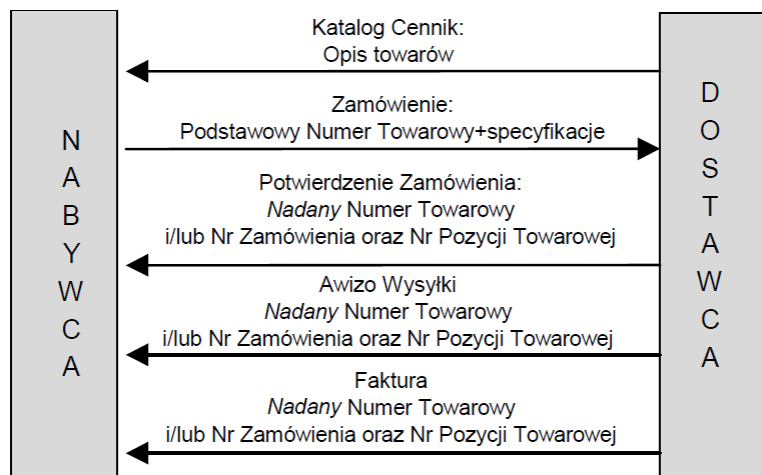 NABYWCA
Katalog Cennik:
Opis towarów
Zamówienie:
Podstawowy Numer Towarowy+specyfikacje
Potwierdzenie Zamówienia:
Nadany Numer Towarowy
i/lub Nr Zamówienia oraz Nr Pozycji Towarowej
Awizo Wysyłki
Nadany Numer Towarowy
i/lub Nr Zamówienia oraz Nr Pozycji Towarowej
Faktura
Nadany Numer Towarowy
i/lub Nr Zamówienia oraz Nr Pozycji Towarowej
DOSTAWCA